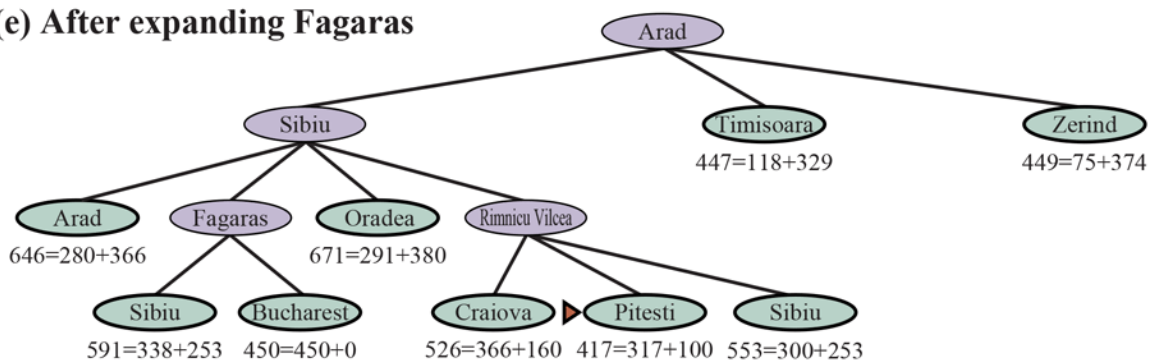 (e) After expanding Fagaras
Arad
Sibiu
Timisoara
Zerind
447=118+329
449=75+374
Arad
Fagaras
Oradea
Rimnicu Vilcea
646=280+366
671=291+380
Sibiu
Bucharest
Craiova
Pitesti
Sibiu
591=338+253
450=450+0
526=366+160
417=317+100
553=300+253